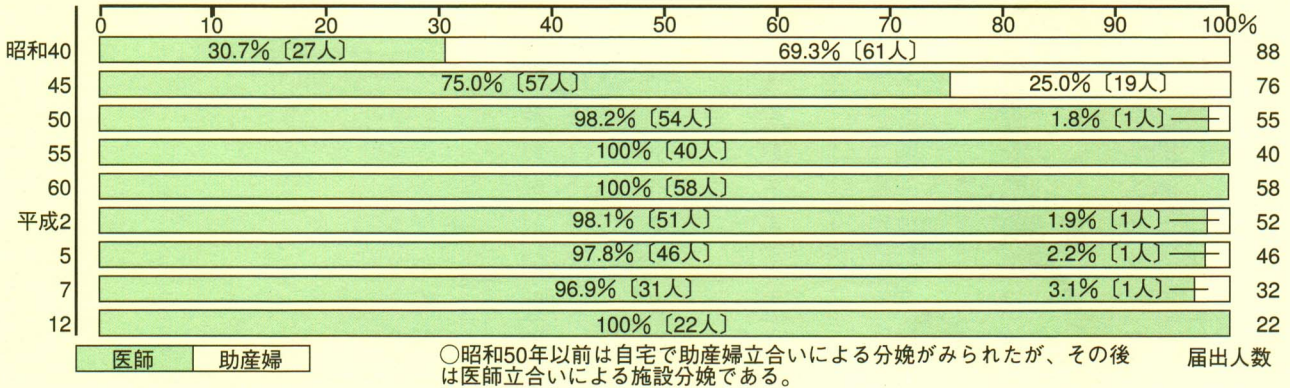 0 10 20 30 40 50 60 70 80 90 100%
昭和40 30.7%〔27人〕 69.3%〔61人〕 88
45 75.0%〔57人〕 25.0%〔19人〕 76
50 98.2%〔54人〕 1.8%〔1人〕 55
55 100%〔40人〕 40
60 100%〔58人〕 58
平成2 98.1%〔51人〕 1.9%〔1人〕 52
5 97.8%〔46人〕 2.2%〔1人〕 46
7 96.9%〔31人〕 3.1%〔1人〕 32
12 100%〔22人〕 22
医師 助産婦 ○昭和50年以前は自宅で助産婦立合いによる分娩がみられたが、その後 届出人数
は医師立合いによる施設分娩である。